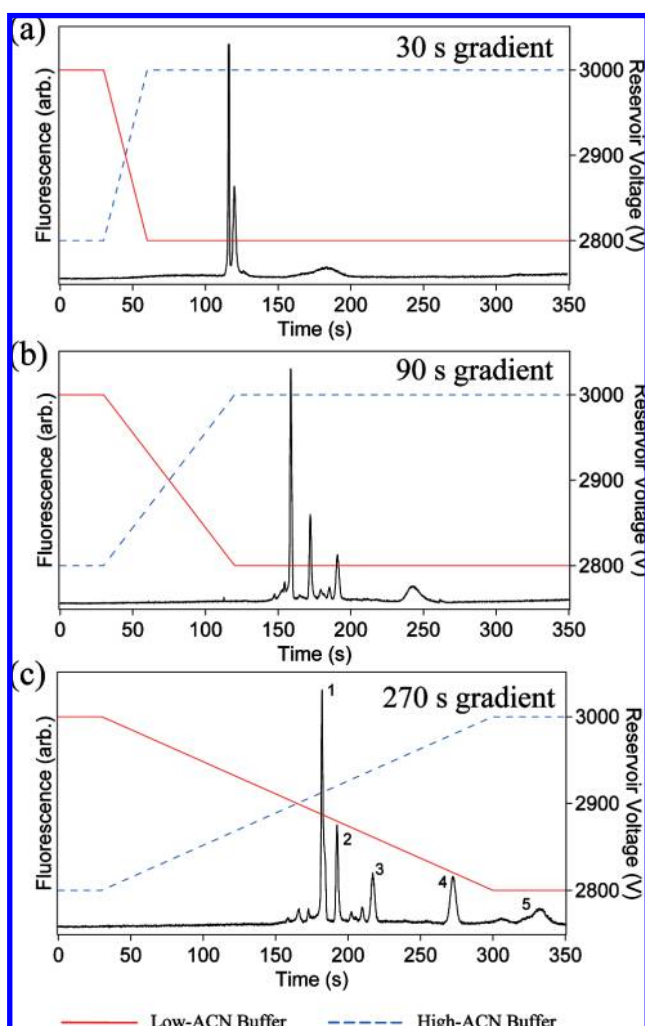 (a)
30 s gradient
Fluorescence (arb.)
3000
2900
2800
Reservoir Voltage (V)
0 50 100 150 200 250 300 350
Time (s)
(b)
90 s gradient
Fluorescence (arb.)
3000
2900
2800
Reservoir Voltage (V)
0 50 100 150 200 250 300 350
Time (s)
(c)
270 s gradient
Fluorescence (arb.)
1
2
3
4
5
3000
2900
2800
Reservoir Voltage (V)
0 100 150 200 250 300 350
Time (s)
Low-ACN Buffer High-ACN Buffer